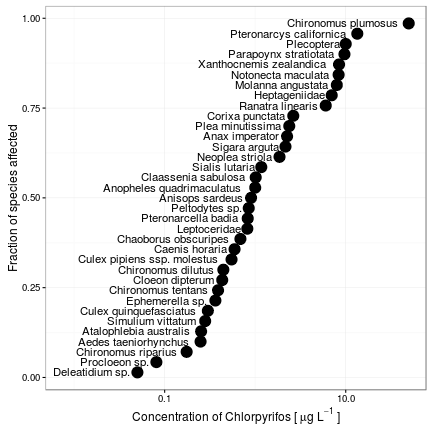 1.00
0.75
0.50
0.25
0.00
Fraction of species affected
Chironomus plumosus
Pteronarcys californica
Plecoptera
Parapoynx stratiotata
Xanthocnemis zealandica
Notonecta maculata
Molanna angustata
Heptageniidae
Ranatra linearis
Corixa punctata
Plea minutissima
Anax imperator
Sigara arguta
Neoplea striola
Sialis lutaria
Claassenia sabulosa
Anopheles quadrimaculatus
Anisops sardeus
Peltodytes sp.
Pteronarcella badia
Leptoceridae
Chaoborus obscuripes
Caenis horaria
Culex pipiens ssp. molestus
Chironomus dilutus
Cloeon dipterum
Chironomus tentans
Ephemerella sp.
Culex quinquefasciatus
Simulium vittatum
Atalophlebia australis
Aedes taeniorhynchus
Chironomus riparius
Procloeon sp.
Deleatidium sp.
0.1 10.0
Concentration of Chlorpyrifos [ μg L⁻¹ ]